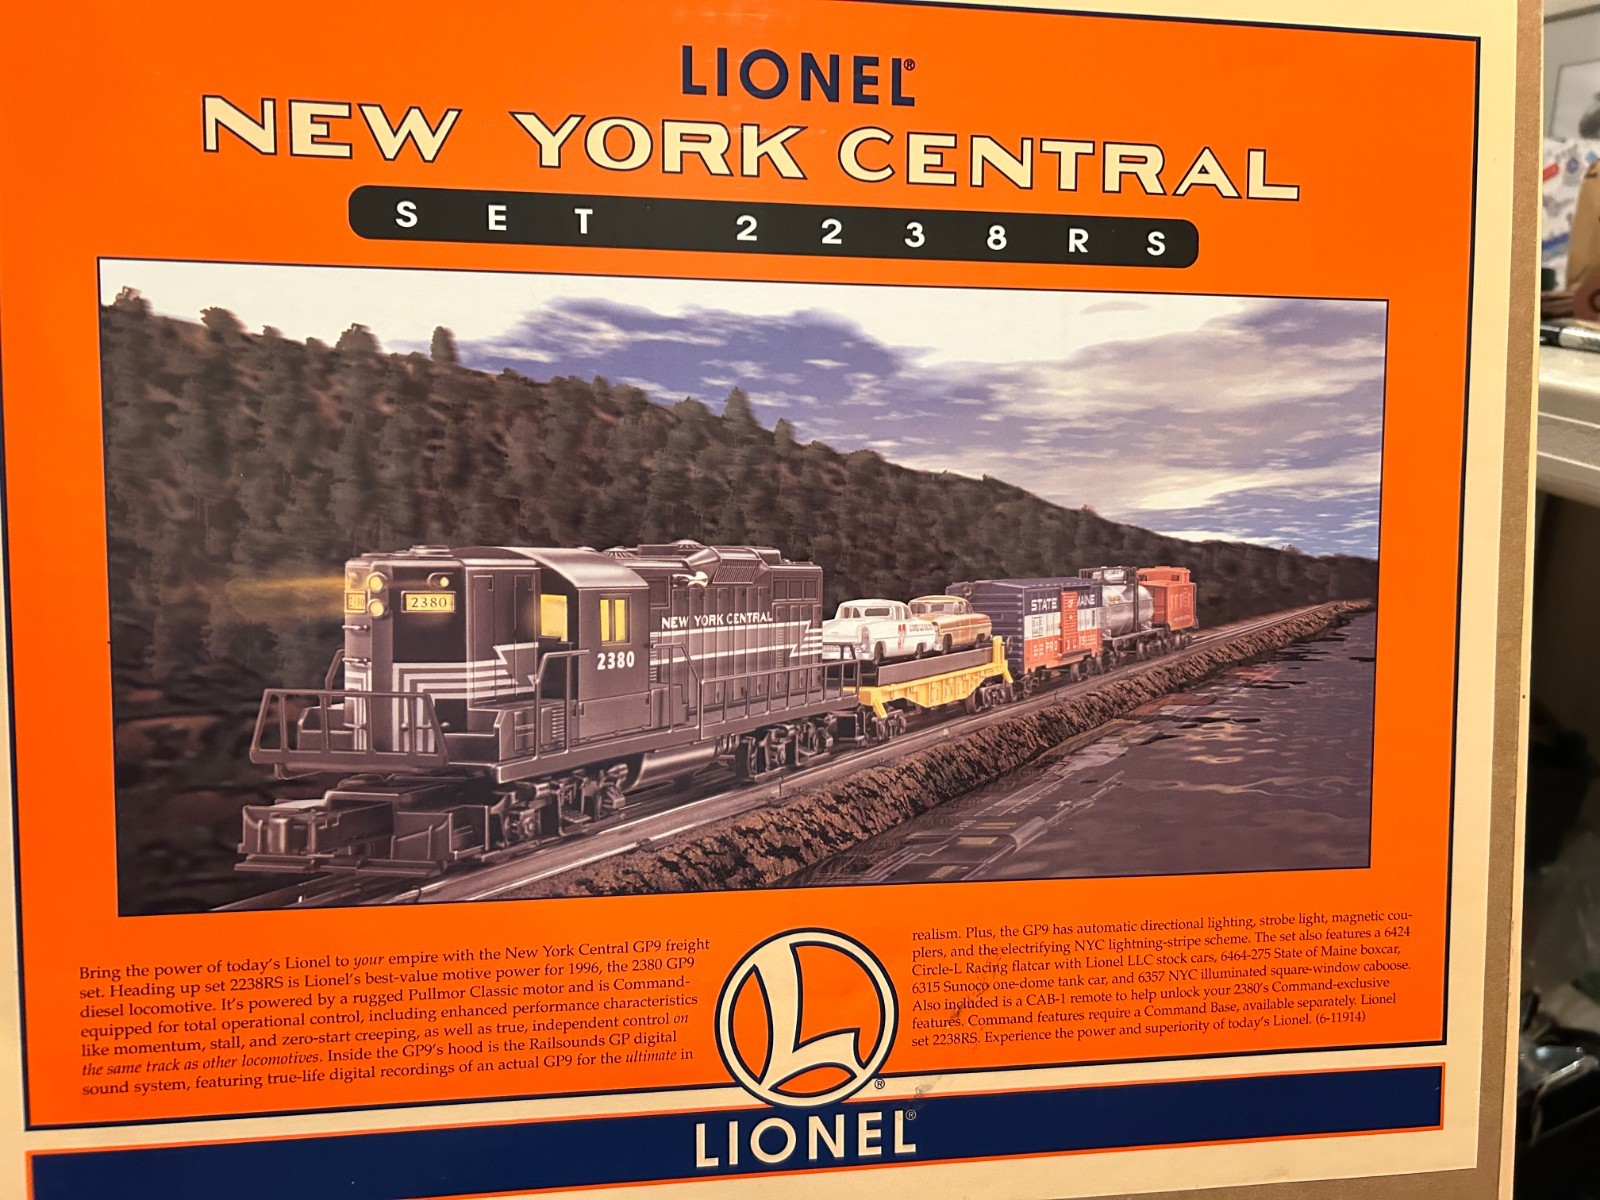 LIONEL®
NEW YORK CENTRAL
SET 2238RS
2380
NEW YORK CENTRAL
2380
STATE MAINE
PRO
Bring the power of today's Lionel to your empire with the New York Central GP9 freight
set. Heading up set 2238RS is Lionel's best-value motive power for 1996, the 2380 GP9
diesel locomotive. It's powered by a rugged Pullmor Classic motor and is Command-
equipped for total operational control, including enhanced performance characteristics
like momentum, stall, and zero-start creeping, as well as true, independent control on
the same track as other locomotives. Inside the GP9's hood is the Railsounds GP digital
sound system, featuring true-life digital recordings of an actual GP9 for the ultimate in
realism. Plus, the GP9 has automatic directional lighting, strobe light, magnetic cou-
plers, and the electrifying NYC lightning-stripe scheme. The set also features a 6424
Circle-L Racing flatcar with Lionel LLC stock cars, 6464-275 State of Maine boxcar,
6315 Sunoco one-dome tank car, and 6357 NYC illuminated square-window caboose.
Also included is a CAB-1 remote to help unlock your 2380's Command-exclusive
features. Command features require a Command Base, available separately. Lionel
set 2238RS. Experience the power and superiority of today's Lionel. (6-11914)
L®
LIONEL®